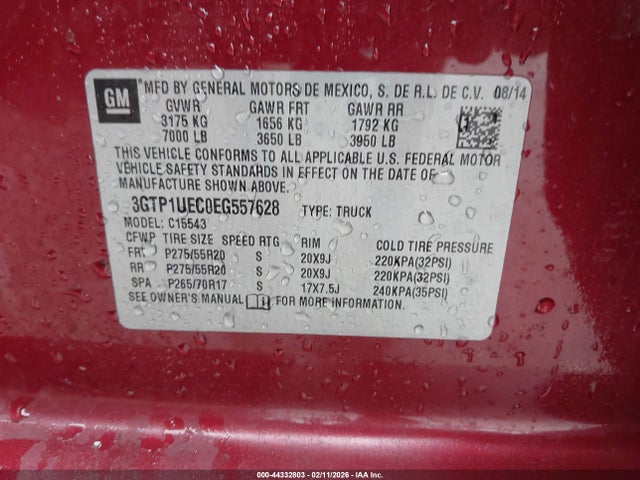 GM MFD BY GENERAL MOTORS DE MEXICO, S. DE R.L. DE C.V. 08/14
GVWR GAWR FRT GAWR RR
3175 KG 1656 KG 1792 KG
7000 LB 3650 LB 3950 LB
THIS VEHICLE CONFORMS TO ALL APPLICABLE U.S. FEDERAL MOTOR
VEHICLE SAFETY STANDARDS IN EFFECT ON THE DATE OF
MANUFACTURE SHOWN ABOVE.
3GTP1UEC0EG557628 TYPE: TRUCK
MODEL: C15543
CFWP TIRE SIZE SPEED RTG RIM COLD TIRE PRESSURE
FRT P275/55R20 S 20X9J 220KPA(32PSI)
RR P275/55R20 S 20X9J 220KPA(32PSI)
SPA P265/70R17 S 17X7.5J 240KPA(35PSI)
SEE OWNER'S MANUAL FOR MORE INFORMATION.
000-44332803 - 02/11/2026 - IAA Inc.